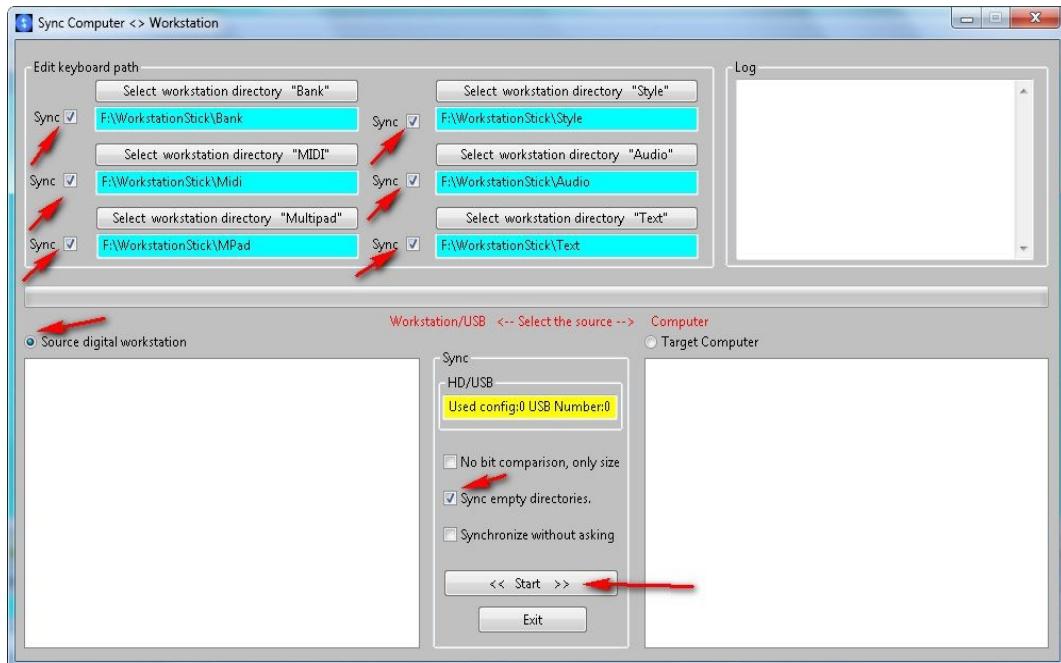 Sync Computer <> Workstation
Edit keyboard path
Select workstation directory "Bank"
Sync
F:\WorkstationStick\Bank
Select workstation directory "Style"
Sync
F:\WorkstationStick\Style
Select workstation directory "MIDI"
Sync
F:\WorkstationStick\Midi
Select workstation directory "Audio"
Sync
F:\WorkstationStick\Audio
Select workstation directory "Multipad"
Sync
F:\WorkstationStick\MPad
Select workstation directory "Text"
Sync
F:\WorkstationStick\Text
Log
Workstation/USB <-- Select the source --> Computer
Source digital workstation
Target Computer
Sync
HD/USB
Used config:0 USB Number:0
No bit comparison, only size
Sync empty directories.
Synchronize without asking
<< Start >>
Exit